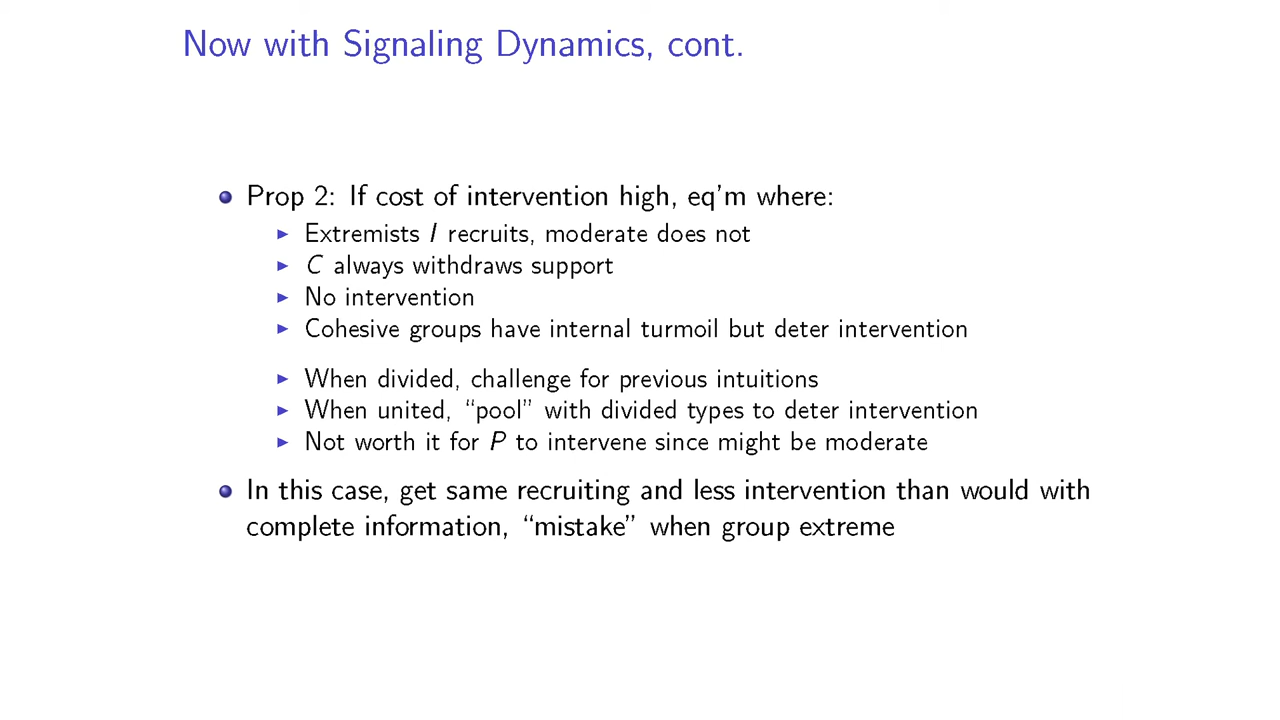 Now with Signaling Dynamics, cont.
Prop 2: If cost of intervention high, eq'm where:
Extremists I recruits, moderate does not
C always withdraws support
No intervention
Cohesive groups have internal turmoil but deter intervention
When divided, challenge for previous intuitions
When united, “pool” with divided types to deter intervention
Not worth it for P to intervene since might be moderate
In this case, get same recruiting and less intervention than would with
complete information, “mistake” when group extreme